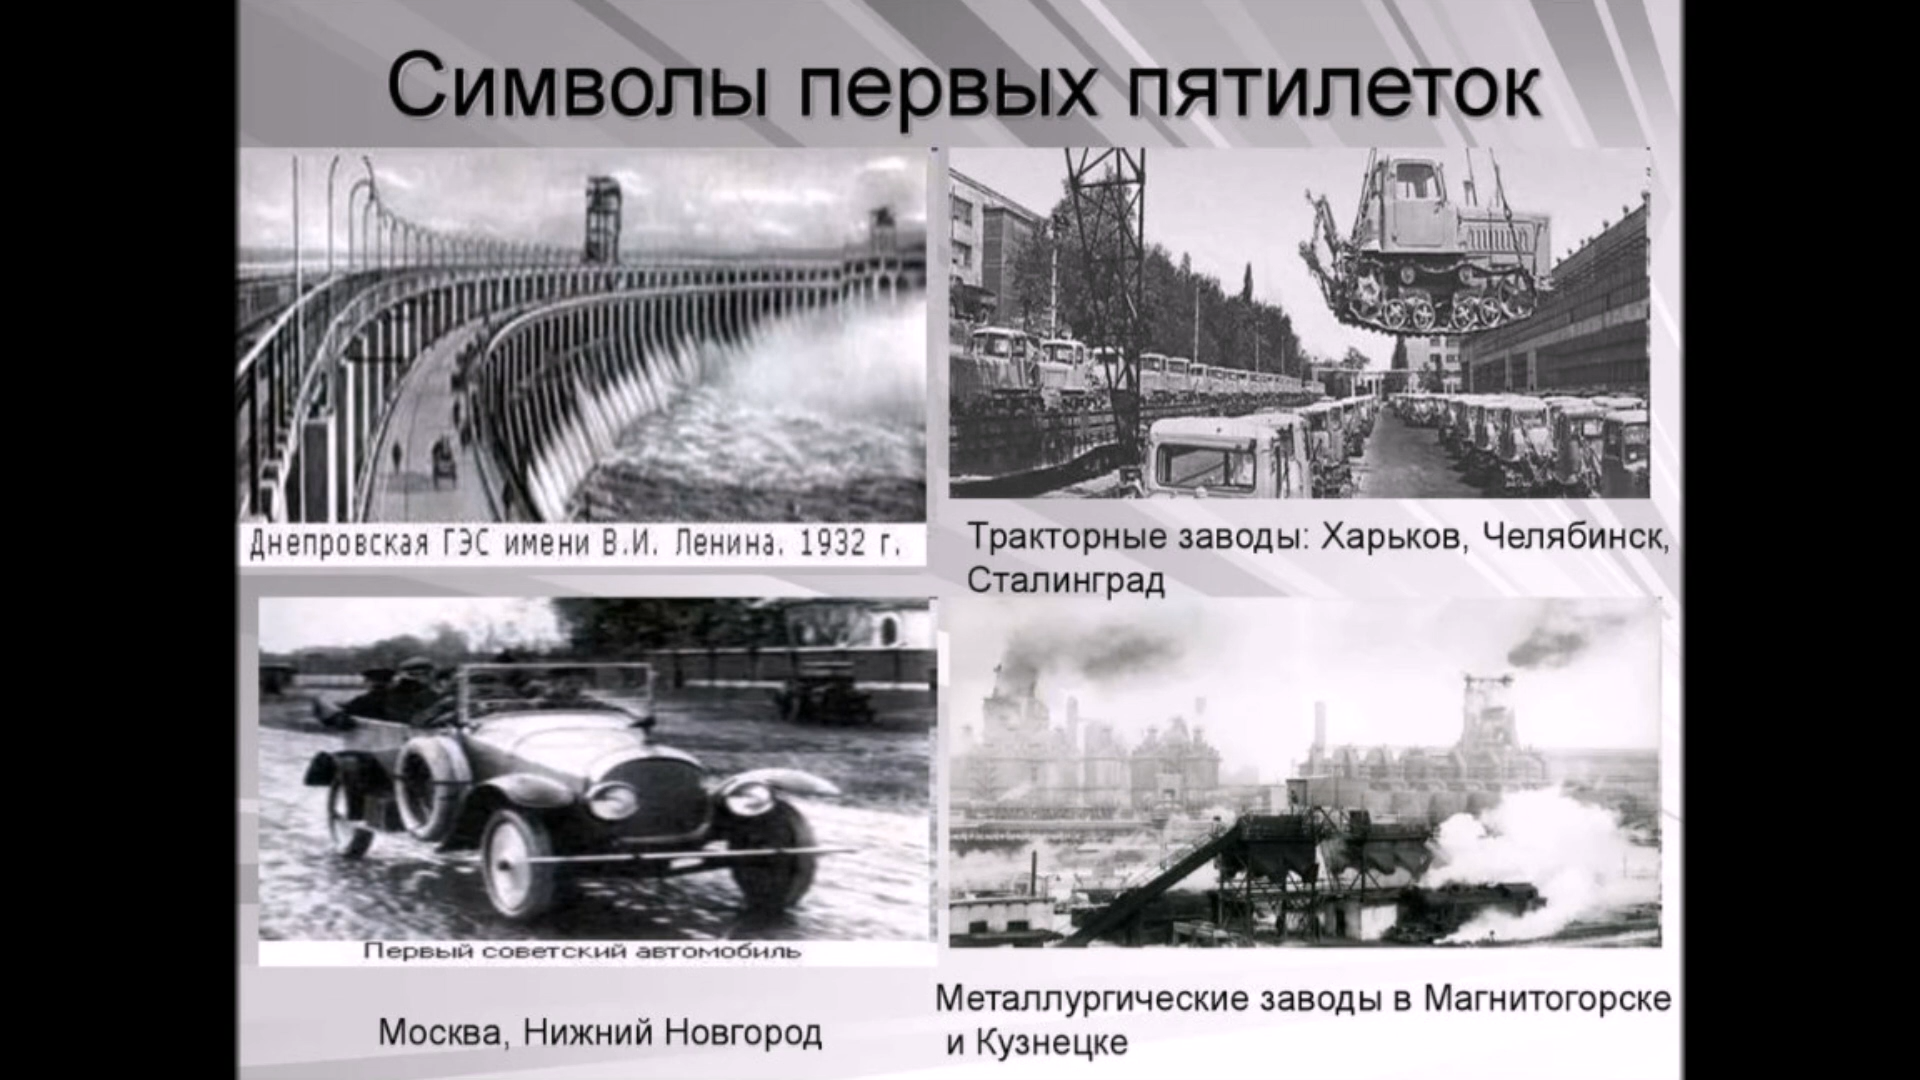 Символы первых пятилеток
Днепровская ГЭС имени В.И. Ленина. 1932 г.
Тракторные заводы: Харьков, Челябинск,
Сталинград
Первый советский автомобиль
Москва, Нижний Новгород
Металлургические заводы в Магнитогорске
и Кузнецке